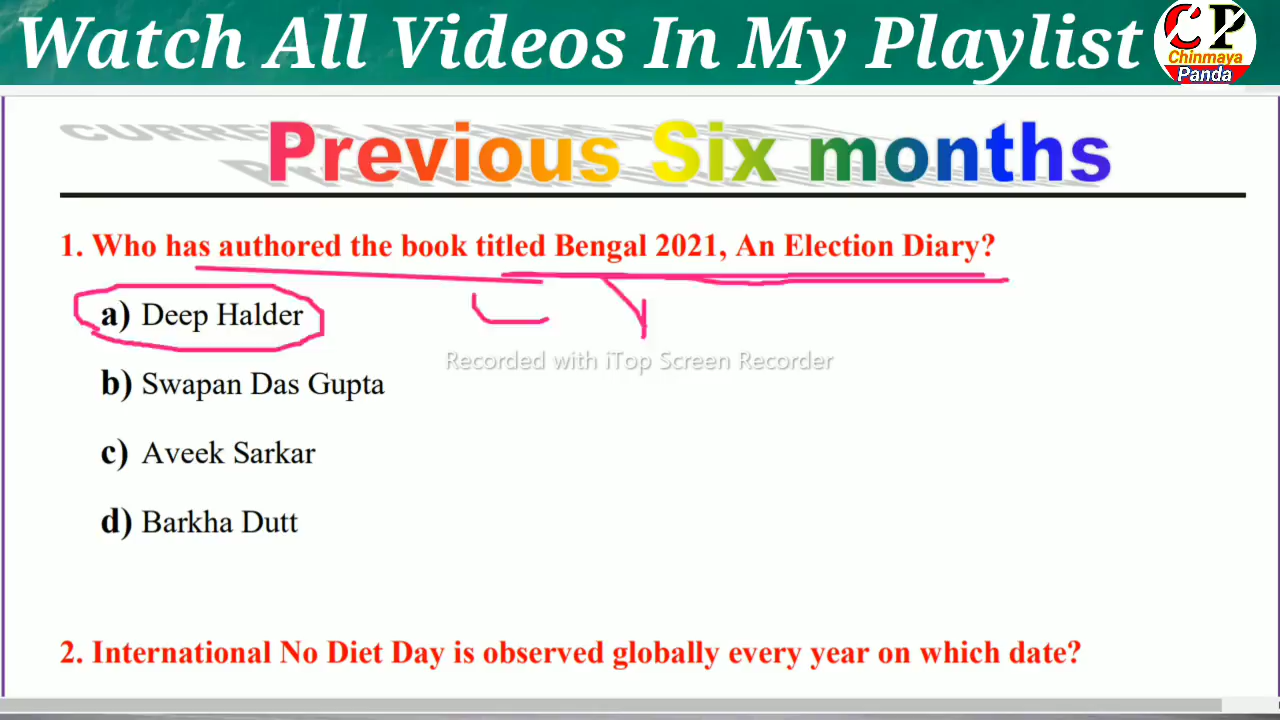 Watch All Videos In My Playlist
CP
Chinmaya
Panda
Previous Six months
1. Who has authored the book titled Bengal 2021, An Election Diary?
a) Deep Halder
Recorded with iTop Screen Recorder
b) Swapan Das Gupta
c) Aveek Sarkar
d) Barkha Dutt
2. International No Diet Day is observed globally every year on which date?